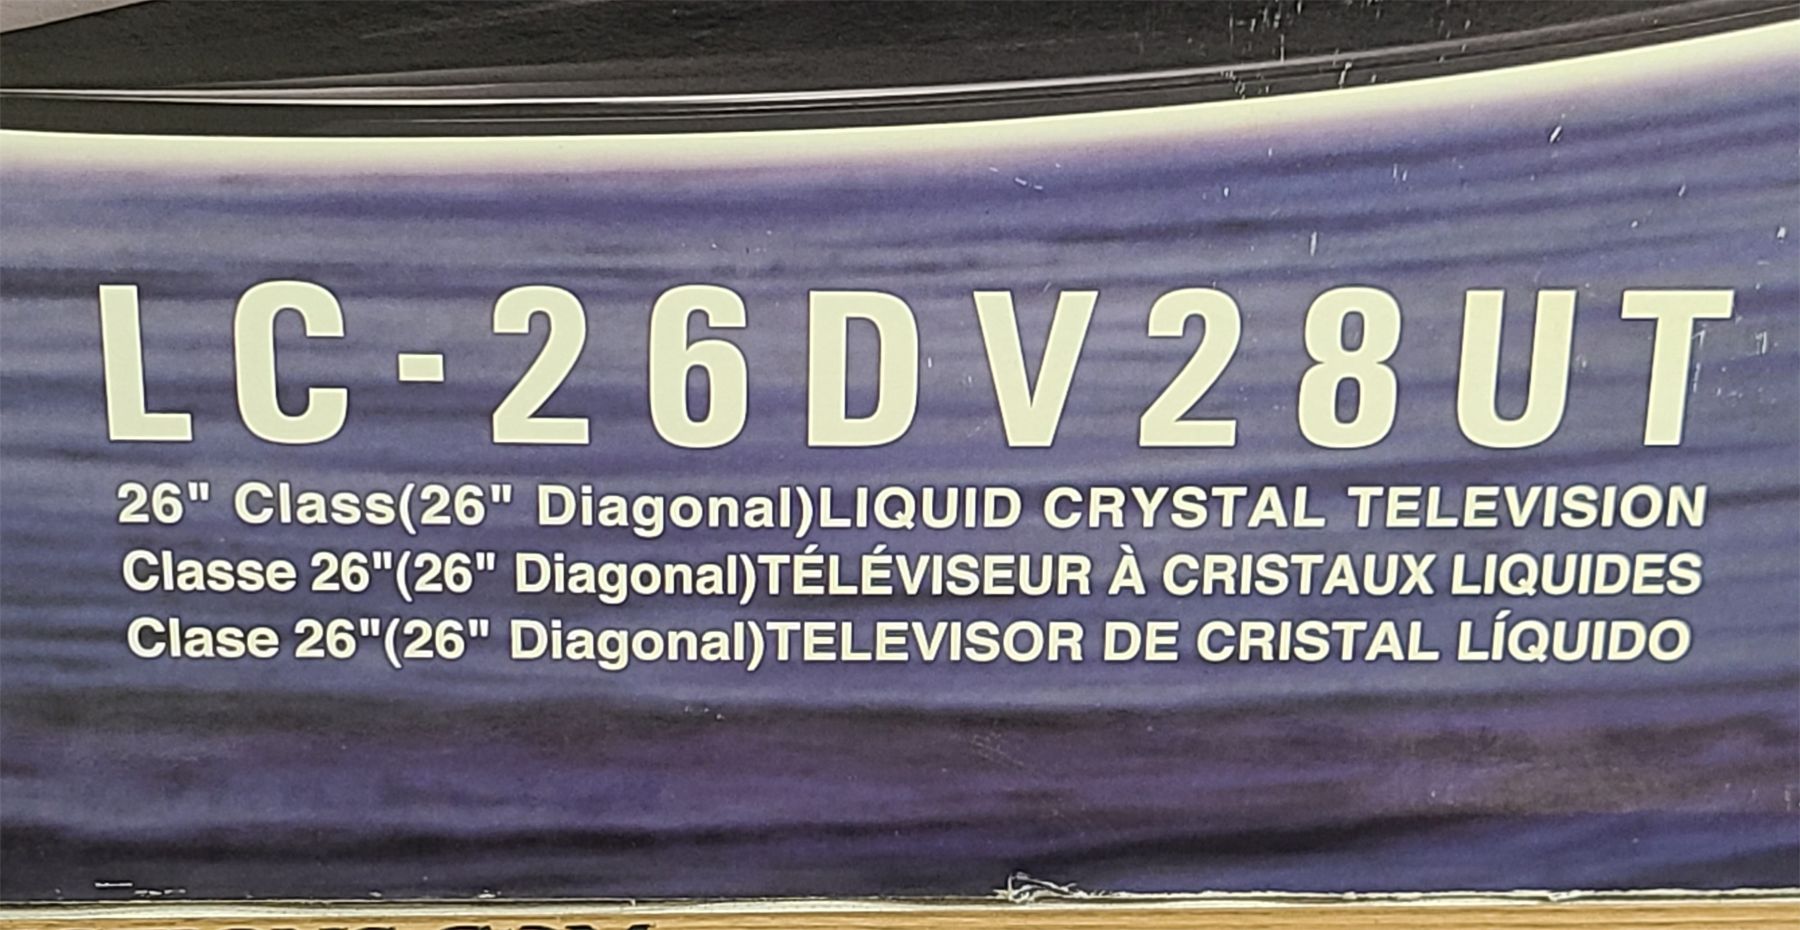 LC-26DV28UT
26" Class(26" Diagonal)LIQUID CRYSTAL TELEVISION
Classe 26"(26" Diagonal)TÉLÉVISEUR À CRISTAUX LIQUIDES
Clase 26"(26" Diagonal)TELEVISOR DE CRISTAL LÍQUIDO